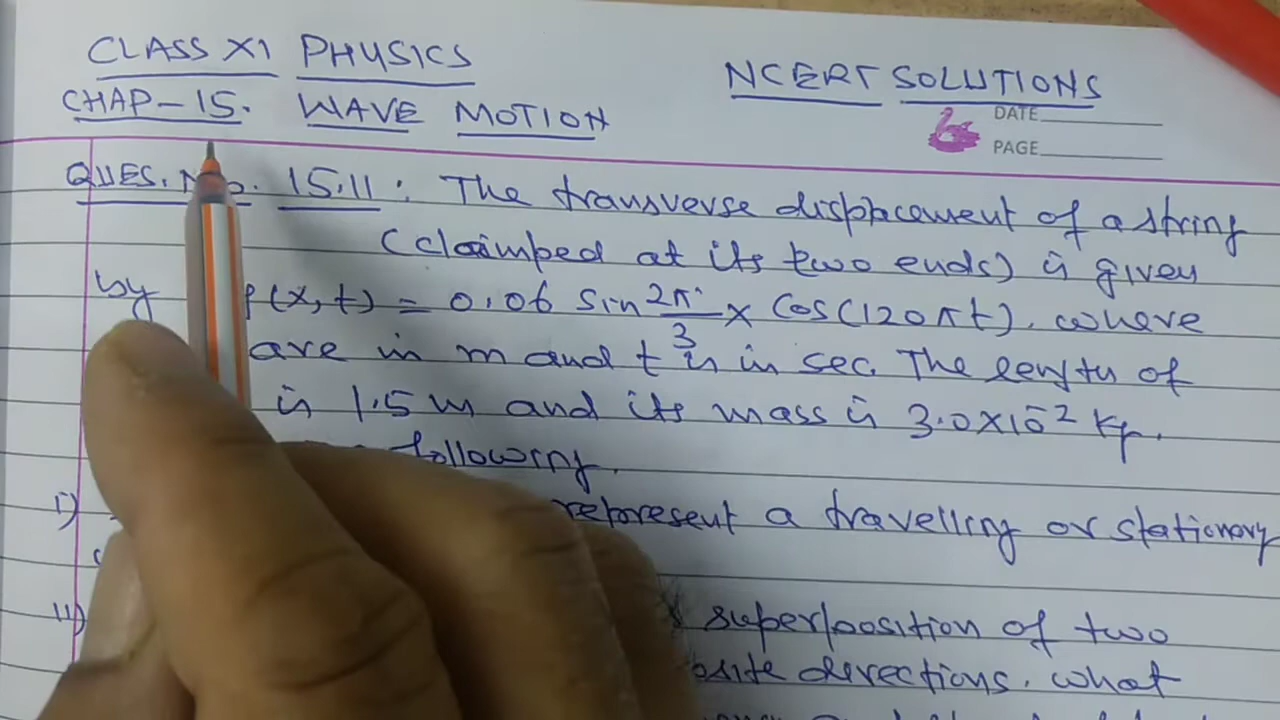 CLASS XI PHYSICS
NCERT SOLUTIONS
CHAP-15. WAVE MOTION
DATE
PAGE
QUES. No. 15.11: The transverse displacement of a string
(claimped at its two ends) is given
by (x,t) = 0.06 sin 2π/3 x Cos(120πt). where
are in m and t is in sec. The length of
is 1.5m and its mass is 3.0×10⁻² Kg.
following.
i) represent a travelling or stationary
ii) superposition of two
directions. what